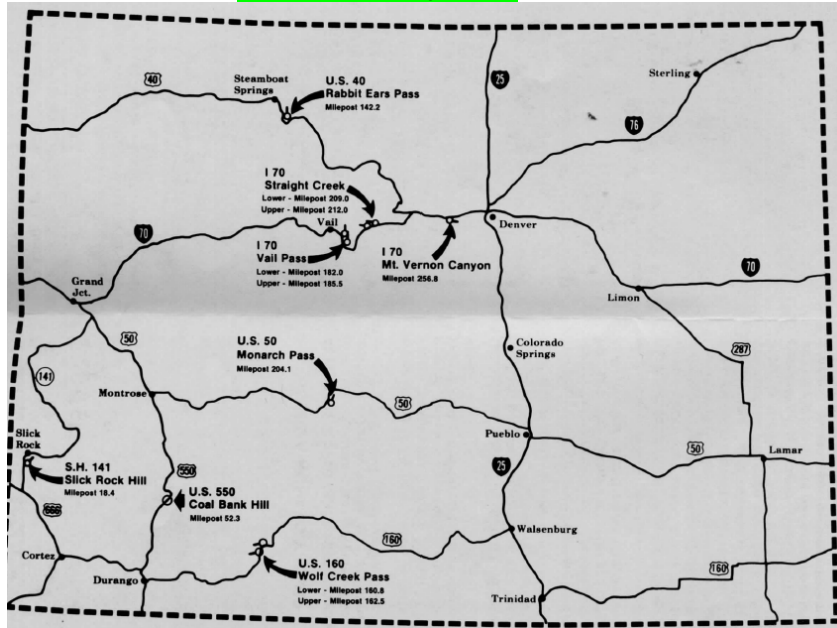 25
Sterling
40
Steamboat
Springs
U.S. 40
Rabbit Ears Pass
Milepost 142.2
76
I 70
Straight Creek
Lower - Milepost 209.0
Upper - Milepost 212.0
Vail
Denver
70
I 70
Vail Pass
Lower - Milepost 182.0
Upper - Milepost 185.5
I 70
Mt. Vernon Canyon
Milepost 256.8
70
Grand
Jct.
Limon
50
U.S. 50
Monarch Pass
Milepost 204.1
Colorado
Springs
287
141
Montrose
50
Slick
Rock
Pueblo
50
Lamar
S.H. 141
Slick Rock Hill
Milepost 18.4
550
25
U.S. 550
Coal Bank Hill
Milepost 52.3
666
Walsenburg
160
Cortez
U.S. 160
Wolf Creek Pass
Lower - Milepost 160.8
Upper - Milepost 162.5
160
Durango
Trinidad